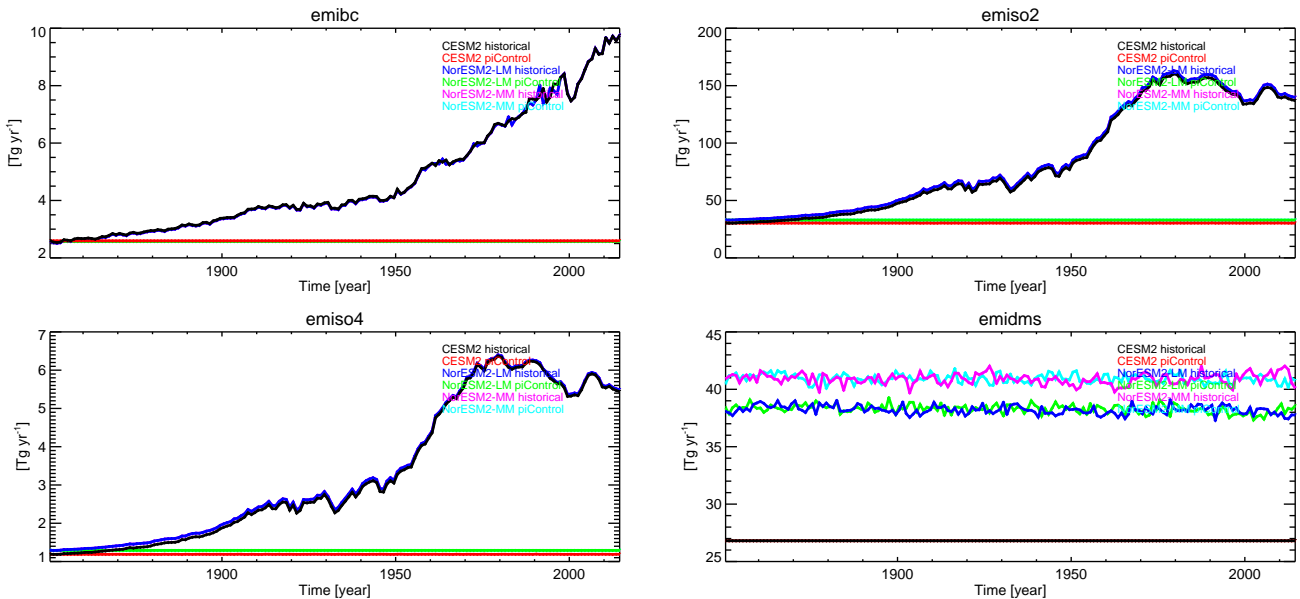 emibc
10
8
6
4
2
[Tg yr-1]
CESM2 historical
CESM2 piControl
NorESM2-LM historical
NorESM2-LM piControl
NorESM2-MM historical
NorESM2-MM piControl
1900 1950 2000
Time [year]
emiso2
200
150
100
50
0
[Tg yr-1]
CESM2 historical
CESM2 piControl
NorESM2-LM historical
NorESM2-LM piControl
NorESM2-MM historical
NorESM2-MM piControl
1900 1950 2000
Time [year]
emiso4
7
6
5
4
3
2
1
[Tg yr-1]
CESM2 historical
CESM2 piControl
NorESM2-LM historical
NorESM2-LM piControl
NorESM2-MM historical
NorESM2-MM piControl
1900 1950 2000
Time [year]
emidms
45
40
35
30
25
[Tg yr-1]
CESM2 historical
CESM2 piControl
NorESM2-LM historical
NorESM2-LM piControl
NorESM2-MM historical
NorESM2-MM piControl
1900 1950 2000
Time [year]